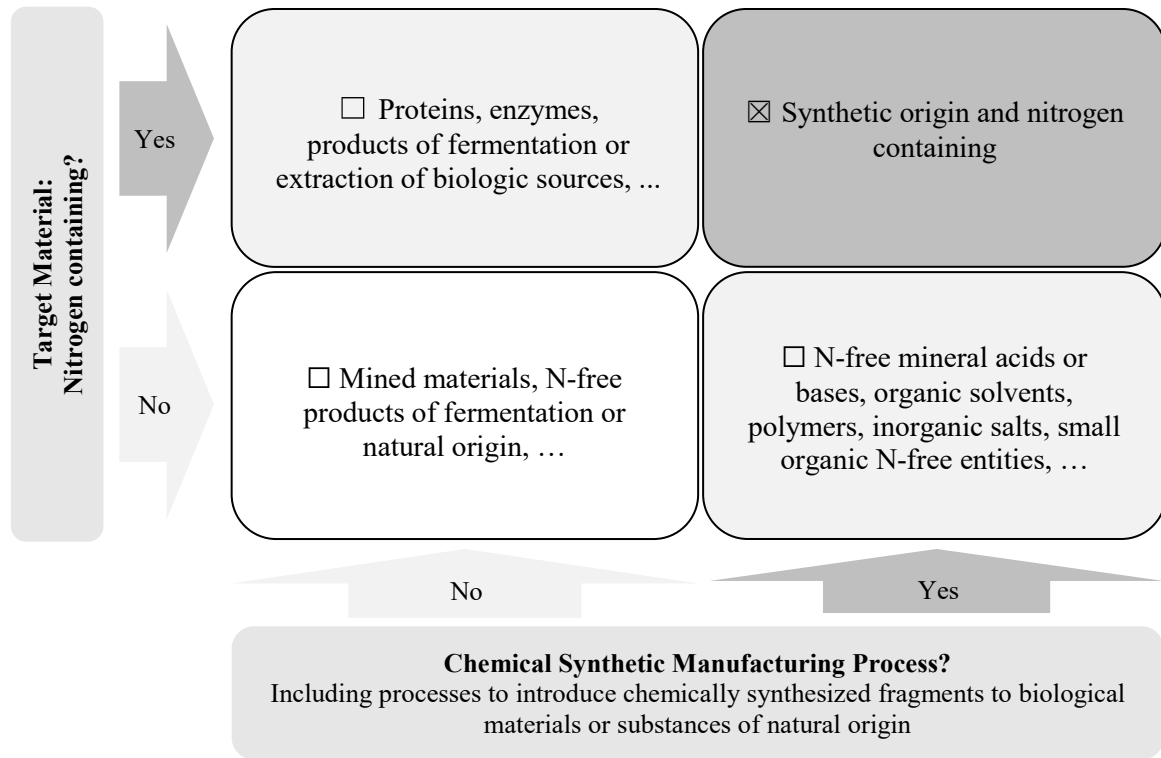 Target Material:
Nitrogen containing?
Yes
☐ Proteins, enzymes,
products of fermentation or
extraction of biologic sources, ...
☒ Synthetic origin and nitrogen
containing
No
☐ Mined materials, N-free
products of fermentation or
natural origin, …
☐ N-free mineral acids or
bases, organic solvents,
polymers, inorganic salts, small
organic N-free entities, …
No
Yes
Chemical Synthetic Manufacturing Process?
Including processes to introduce chemically synthesized fragments to biological
materials or substances of natural origin